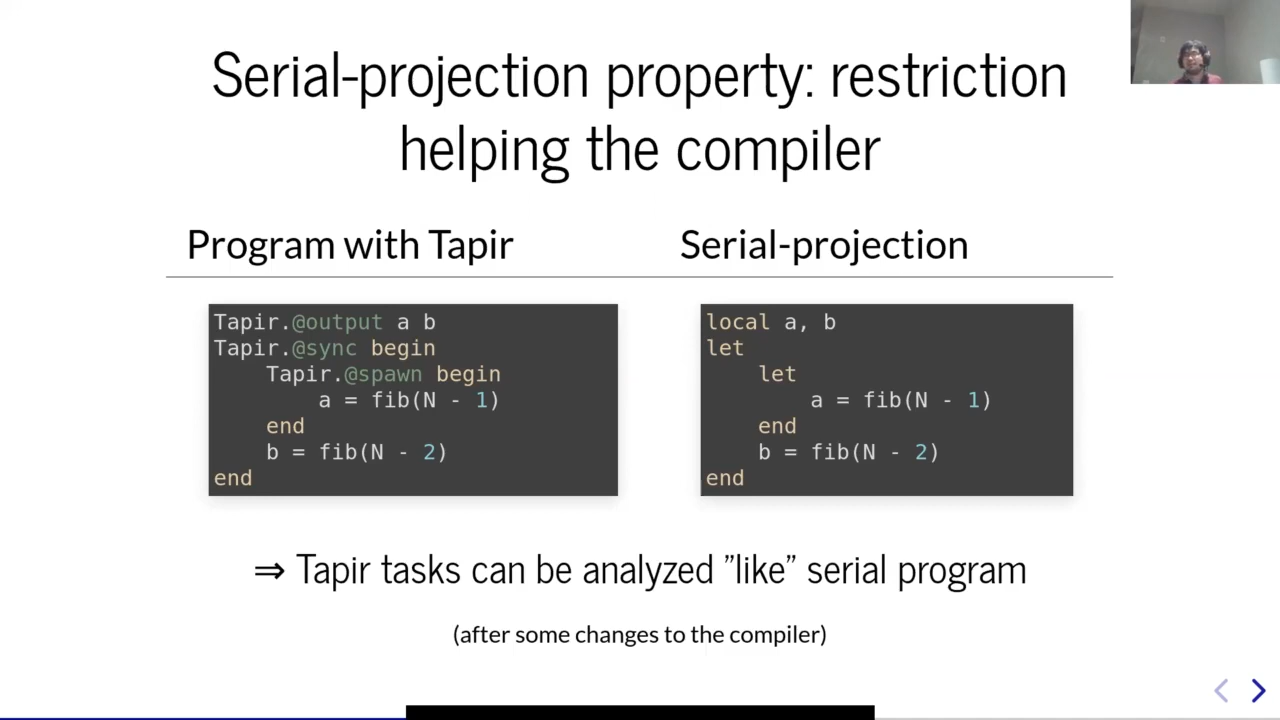 Serial-projection property: restriction
helping the compiler
Program with Tapir
Serial-projection
Tapir.@output a b
Tapir.@sync begin
    Tapir.@spawn begin
        a = fib(N - 1)
    end
    b = fib(N - 2)
end
local a, b
let
    let
        a = fib(N - 1)
    end
    b = fib(N - 2)
end
⇒ Tapir tasks can be analyzed ”like” serial program
(after some changes to the compiler)